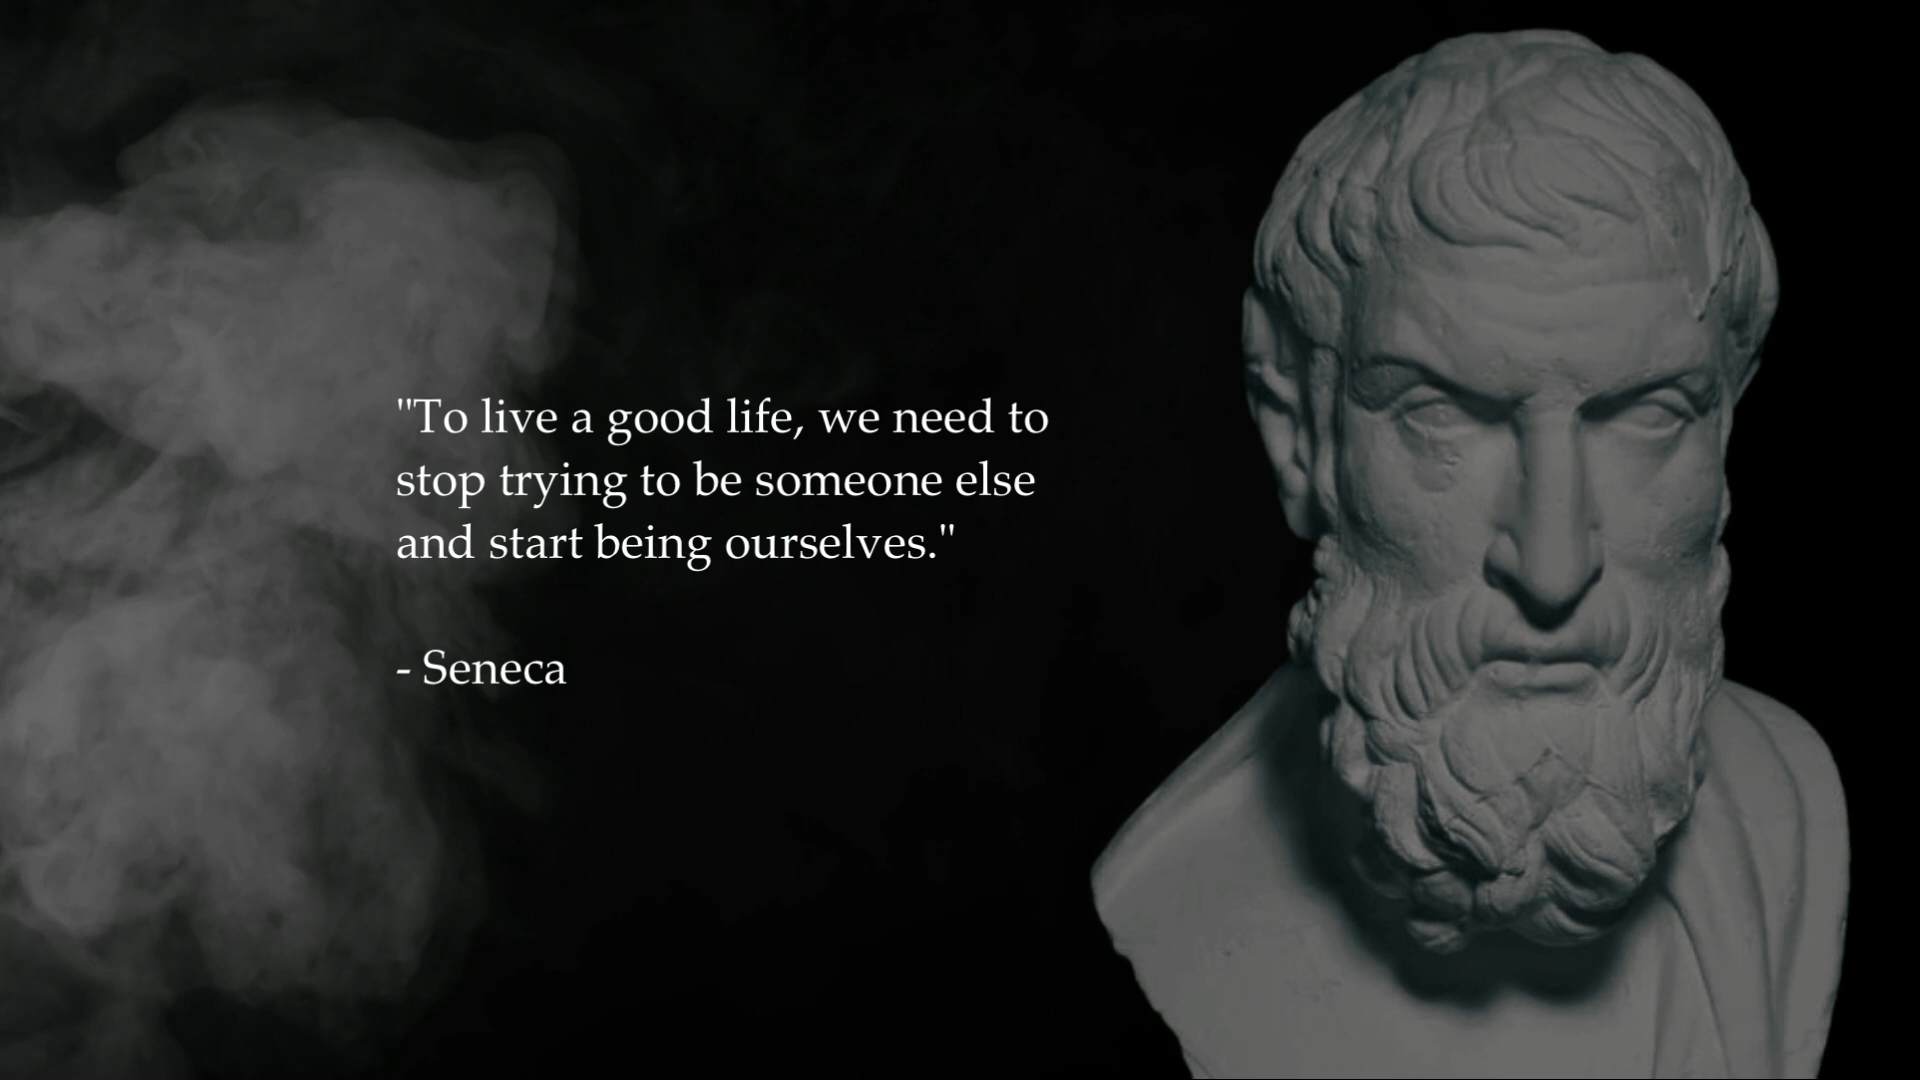 "To live a good life, we need to
stop trying to be someone else
and start being ourselves."
- Seneca